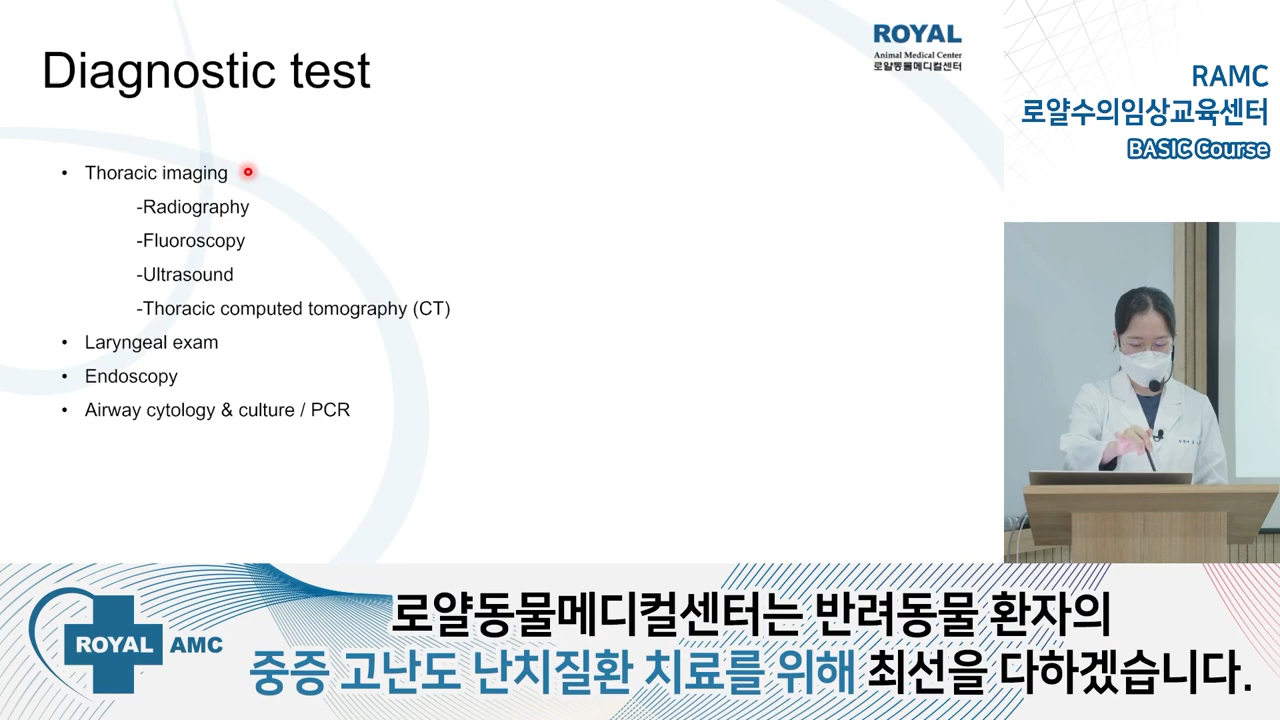 Diagnostic test
ROYAL
Animal Medical Center
로얄동물메디컬센터
RAMC
로얄수의임상교육센터
BASIC Course
• Thoracic imaging
-Radiography
-Fluoroscopy
-Ultrasound
-Thoracic computed tomography (CT)
• Laryngeal exam
• Endoscopy
• Airway cytology & culture / PCR
ROYAL AMC
로얄동물메디컬센터는 반려동물 환자의
중증 고난도 난치질환 치료를 위해 최선을 다하겠습니다.